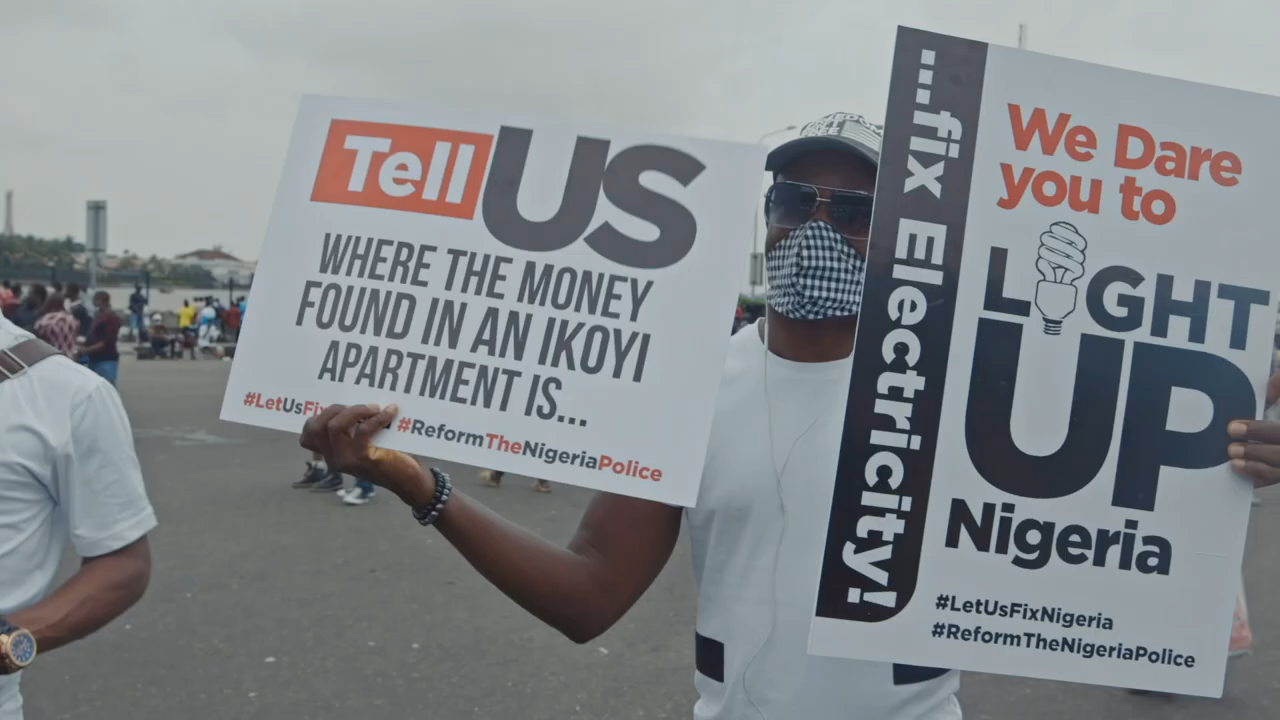 Tell US
WHERE THE MONEY
FOUND IN AN IKOYI
APARTMENT IS...
#LetUsFix
#ReformTheNigeriaPolice
...fix Electricity!
We Dare
you to
LIGHT
UP
Nigeria
#LetUsFixNigeria
#ReformTheNigeriaPolice